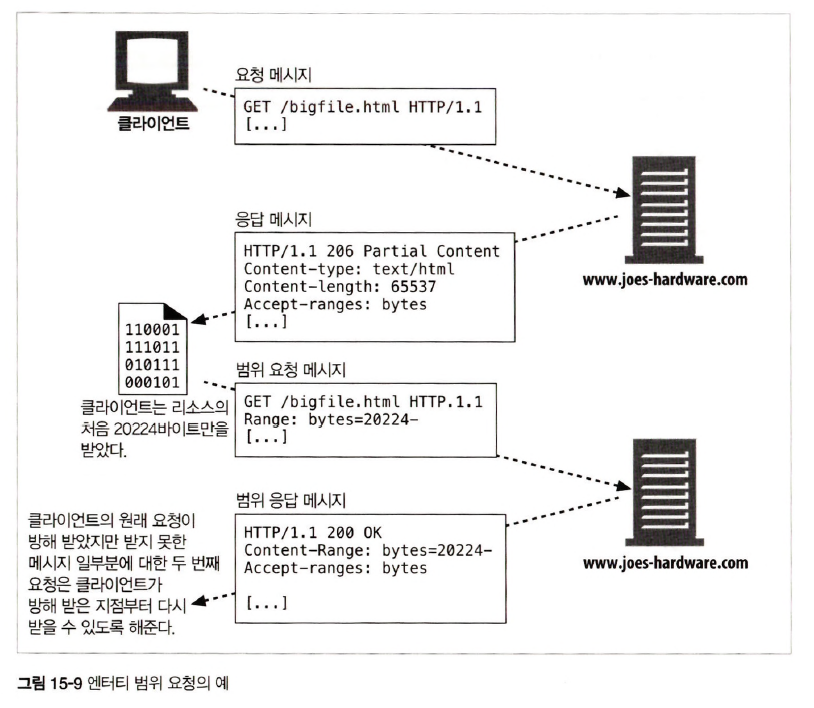 요청 메시지
GET /bigfile.html HTTP/1.1
[...]
클라이언트
응답 메시지
HTTP/1.1 206 Partial Content
Content-type: text/html
Content-length: 65537
Accept-ranges: bytes
[...]
www.joes-hardware.com
110001
111011
010111
000101
클라이언트는 리소스의
처음 20224바이트만을
받았다.
범위 요청 메시지
GET /bigfile.html HTTP.1.1
Range: bytes=20224-
[...]
범위 응답 메시지
HTTP/1.1 200 OK
Content-Range: bytes=20224-
Accept-ranges: bytes
[...]
www.joes-hardware.com
클라이언트의 원래 요청이
방해 받았지만 받지 못한
메시지 일부분에 대한 두 번째
요청은 클라이언트가
방해 받은 지점부터 다시
받을 수 있도록 해준다.
그림 15-9 엔터티 범위 요청의 예